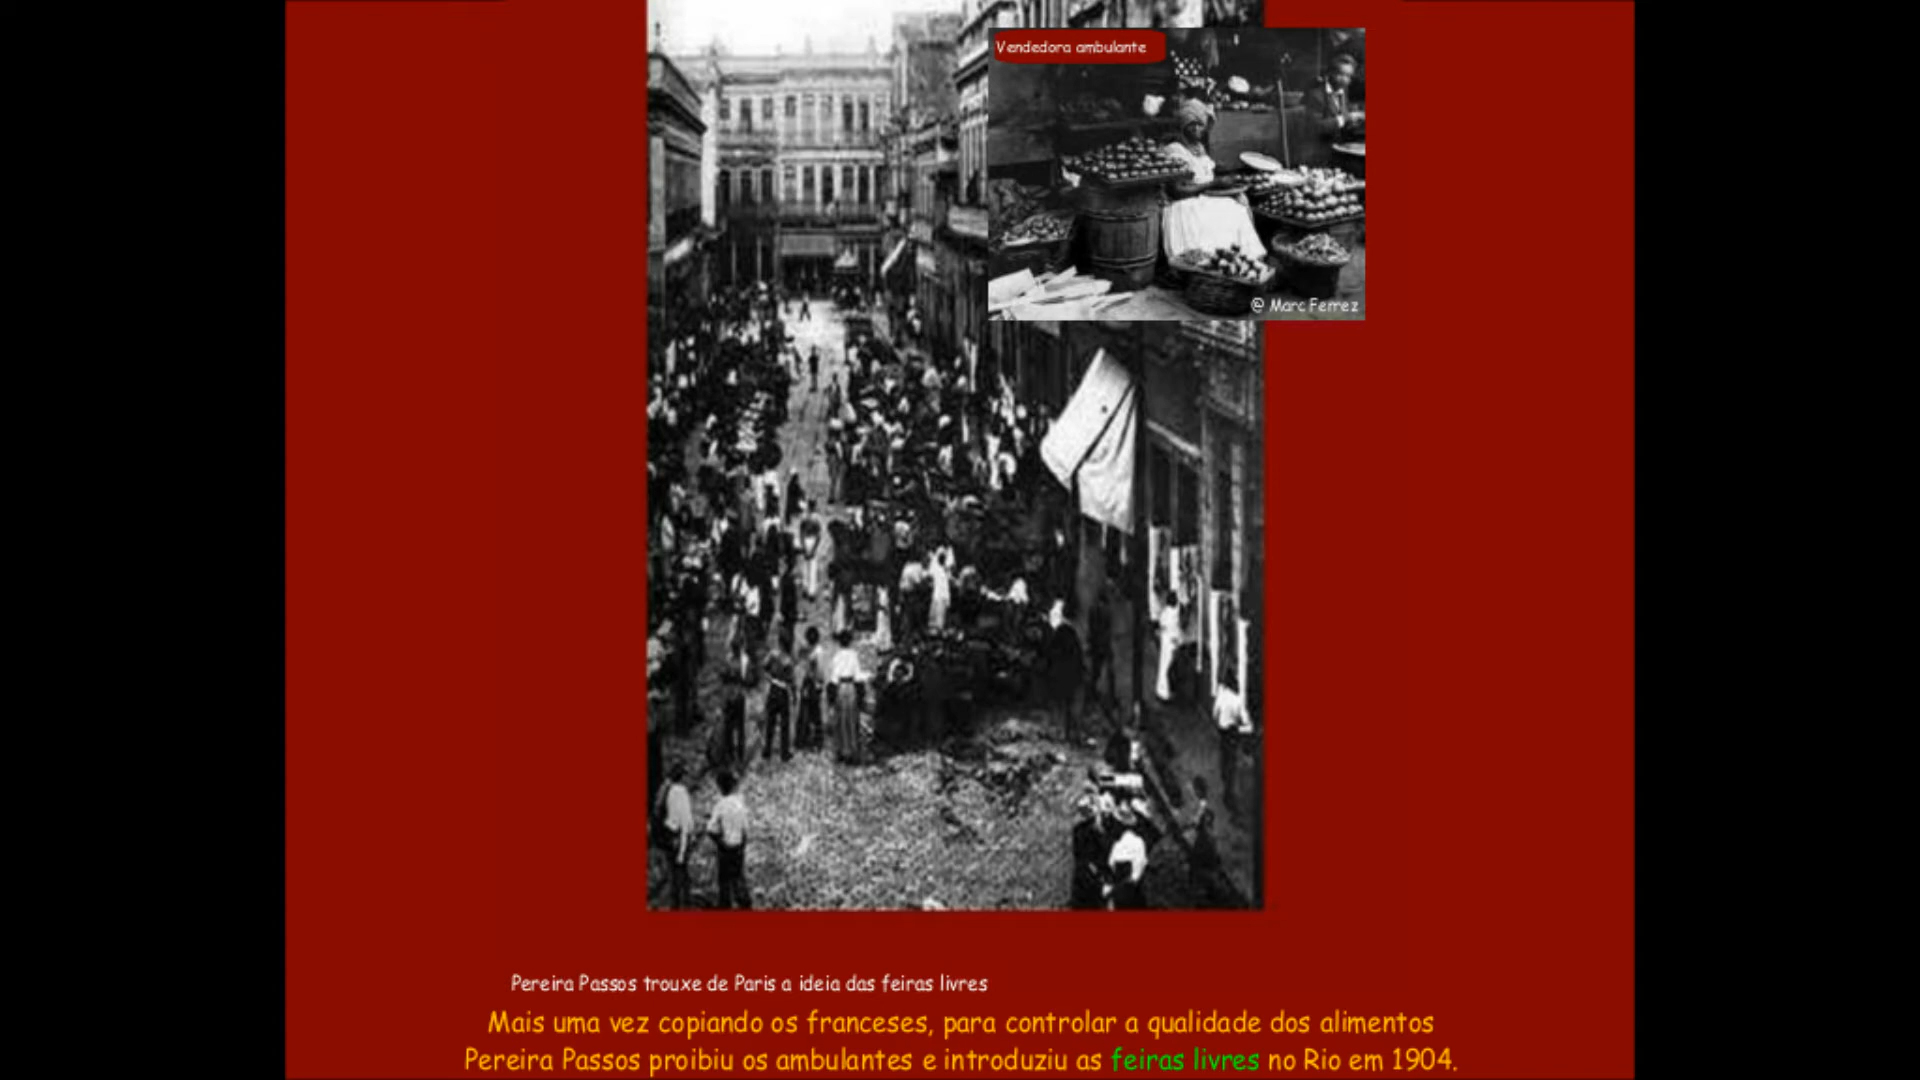 Vendedora ambulante
@ Marc Ferrez
Pereira Passos trouxe de Paris a ideia das feiras livres
Mais uma vez copiando os franceses, para controlar a qualidade dos alimentos
Pereira Passos proibiu os ambulantes e introduziu as feiras livres no Rio em 1904.